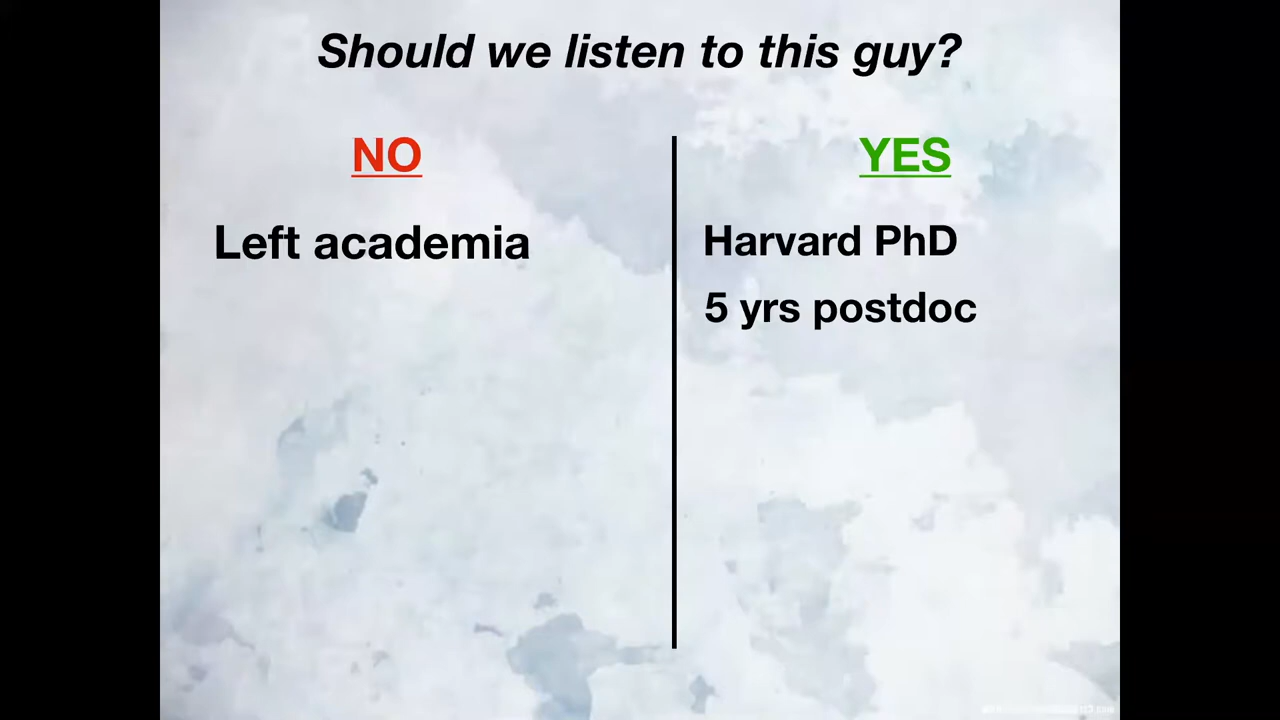 Should we listen to this guy?
NO
Left academia
YES
Harvard PhD
5 yrs postdoc